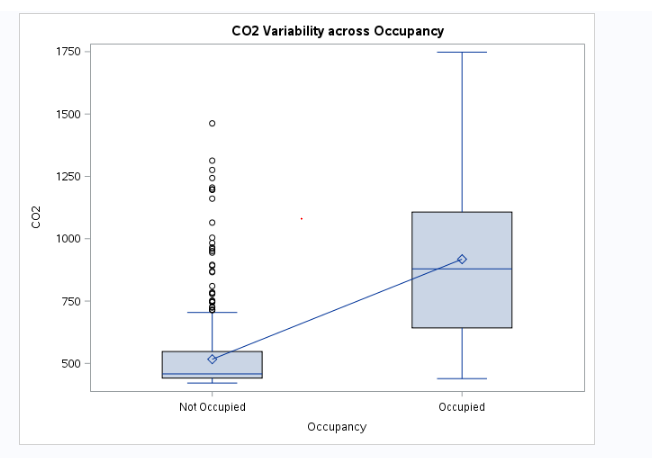 CO2 Variability across Occupancy
1750
1500
1250
1000
750
500
CO2
Not Occupied
Occupied
Occupancy